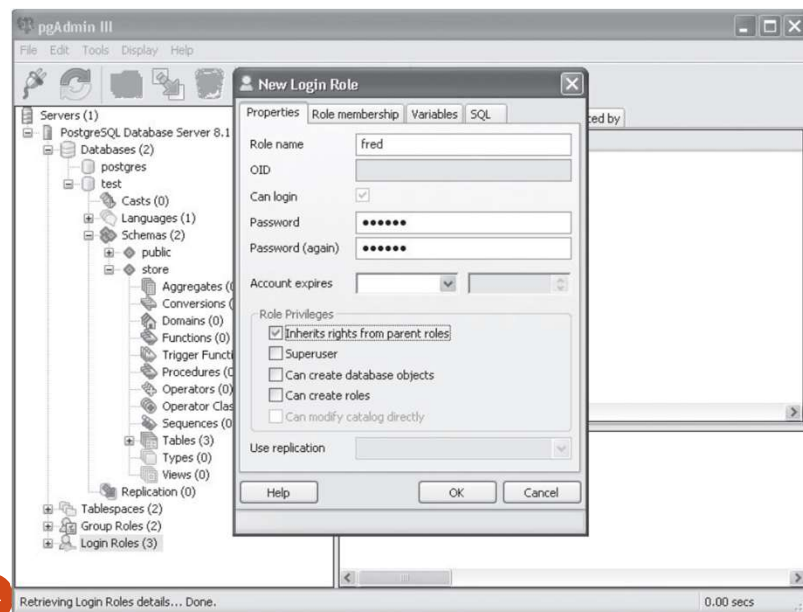 pgAdmin III
File Edit Tools Display Help
Servers (1)
PostgreSQL Database Server 8.1
Databases (2)
postgres
test
Casts (0)
Languages (1)
Schemas (2)
public
store
Aggregates (
Conversions (
Domains (0)
Functions (0)
Trigger Functi
Procedures (0
Operators (0)
Operator Clas
Sequences (0
Tables (3)
Types (0)
Views (0)
Replication (0)
Tablespaces (2)
Group Roles (2)
Login Roles (3)
ced by
New Login Role
Properties Role membership Variables SQL
Role name fred
OID
Can login
Password ••••••
Password (again) ••••••
Account expires
Role Privileges
Inherits rights from parent roles
Superuser
Can create database objects
Can create roles
Can modify catalog directly
Use replication
Help OK Cancel
Retrieving Login Roles details... Done. 0.00 secs